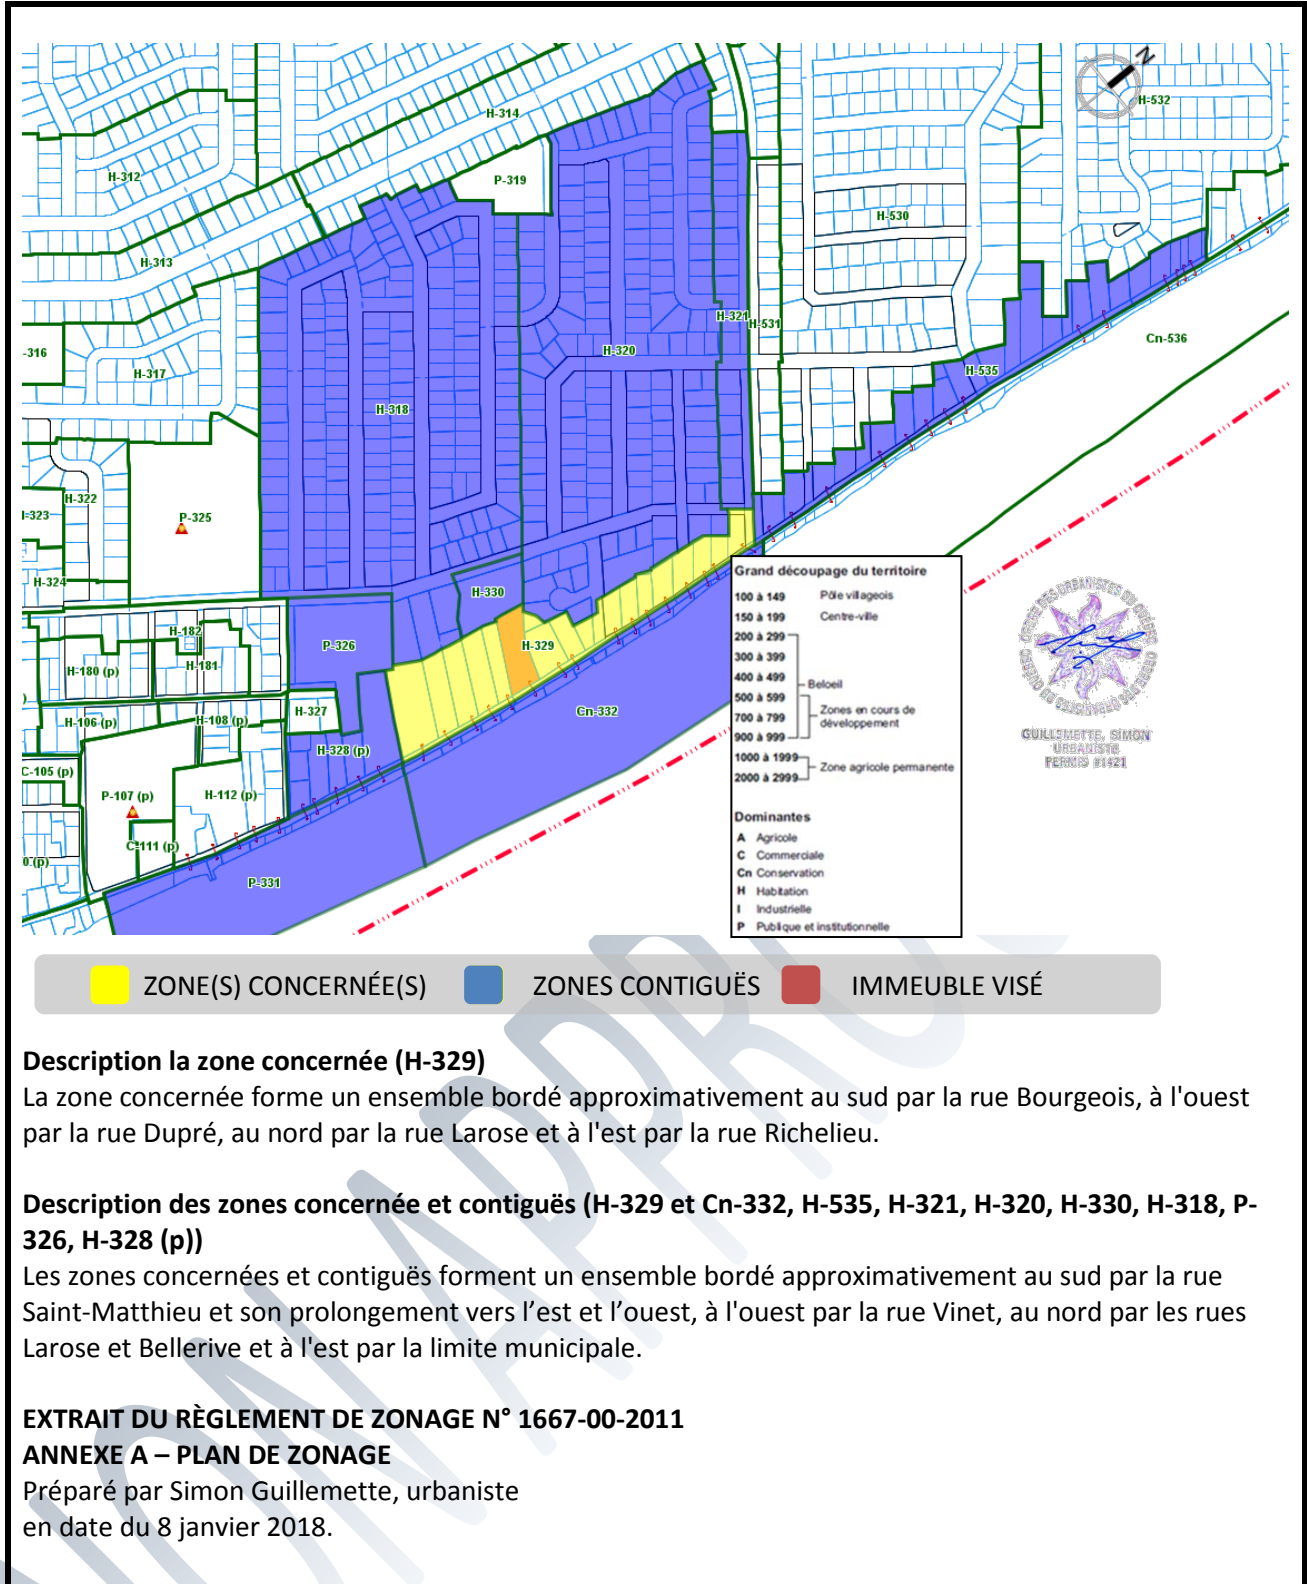 N
H-532
H-314
H-312
P-319
H-530
H-313
H-321
H-531
Cn-536
-316
H-320
H-317
H-535
H-318
H-322
P-325
H-324
H-330
H-182
H-329
P-326
H-181
H-180 (p)
Cn-332
H-327
H-106 (p)
H-108 (p)
H-328 (p)
C-105 (p)
P-107 (p)
H-112 (p)
C-111 (p)
0 (p)
P-331
Grand découpage du territoire
100 à 149 Pôle villageois
150 à 199 Centre-ville
200 à 299
300 à 399
400 à 499
Beloeil
500 à 599
Zones en cours de
développement
700 à 799
900 à 999
1000 à 1999
Zone agricole permanente
2000 à 2999
Dominantes
A Agricole
C Commerciale
Cn Conservation
H Habitation
I Industrielle
P Publique et institutionnelle
ORDRE DES URBANISTES DU QUÉBEC
GUILLEMETTE, SIMON
URBANISTE
PERMIS #1421
ZONE(S) CONCERNÉE(S) ZONES CONTIGUËS IMMEUBLE VISÉ
Description la zone concernée (H-329)
La zone concernée forme un ensemble bordé approximativement au sud par la rue Bourgeois, à l'ouest
par la rue Dupré, au nord par la rue Larose et à l'est par la rue Richelieu.
Description des zones concernée et contiguës (H-329 et Cn-332, H-535, H-321, H-320, H-330, H-318, P-
326, H-328 (p))
Les zones concernées et contiguës forment un ensemble bordé approximativement au sud par la rue
Saint-Matthieu et son prolongement vers l’est et l’ouest, à l'ouest par la rue Vinet, au nord par les rues
Larose et Bellerive et à l'est par la limite municipale.
EXTRAIT DU RÈGLEMENT DE ZONAGE N° 1667-00-2011
ANNEXE A – PLAN DE ZONAGE
Préparé par Simon Guillemette, urbaniste
en date du 8 janvier 2018.
NON APPROU